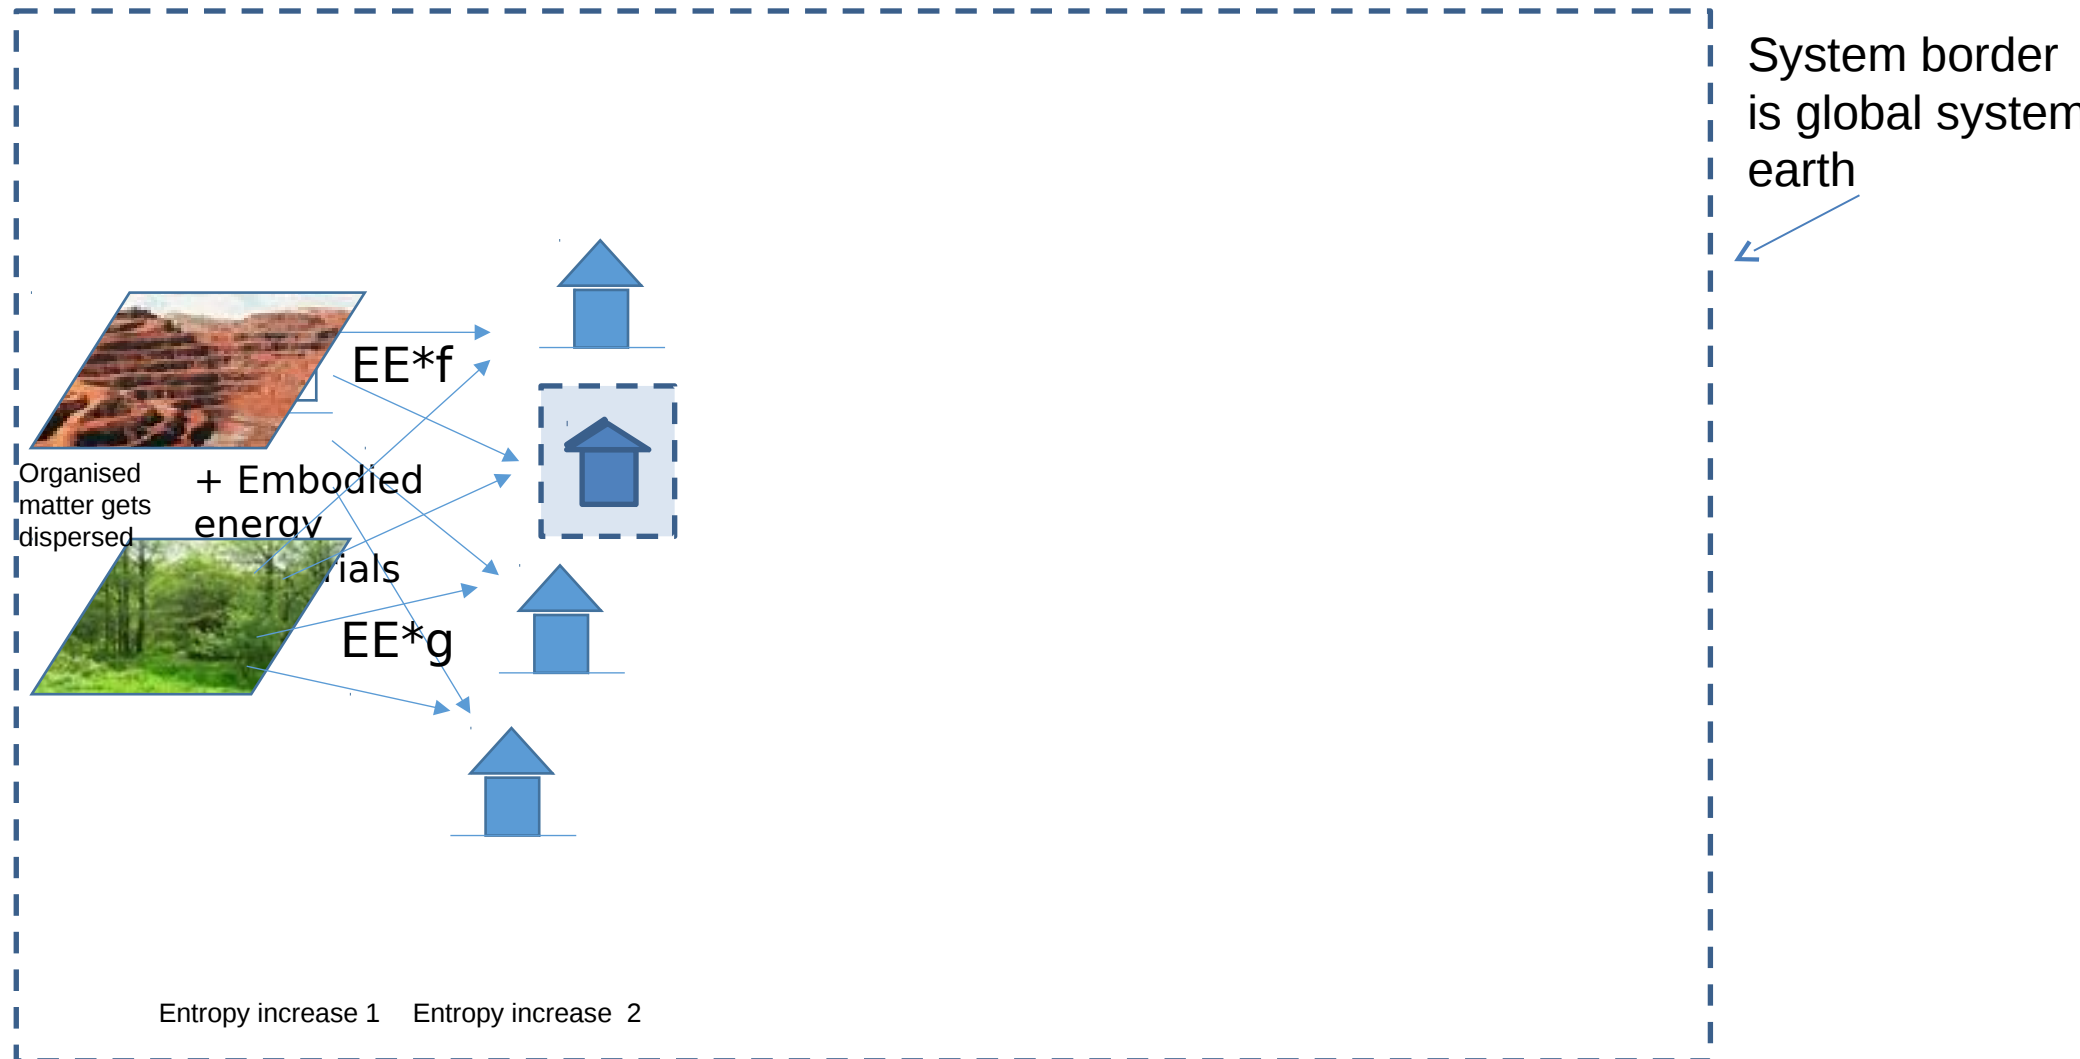 System border
is global system
earth
EE*f
Organised
matter gets
dispersed
+ Embodied
energy
rials
EE*g
Entropy increase 1
Entropy increase  2